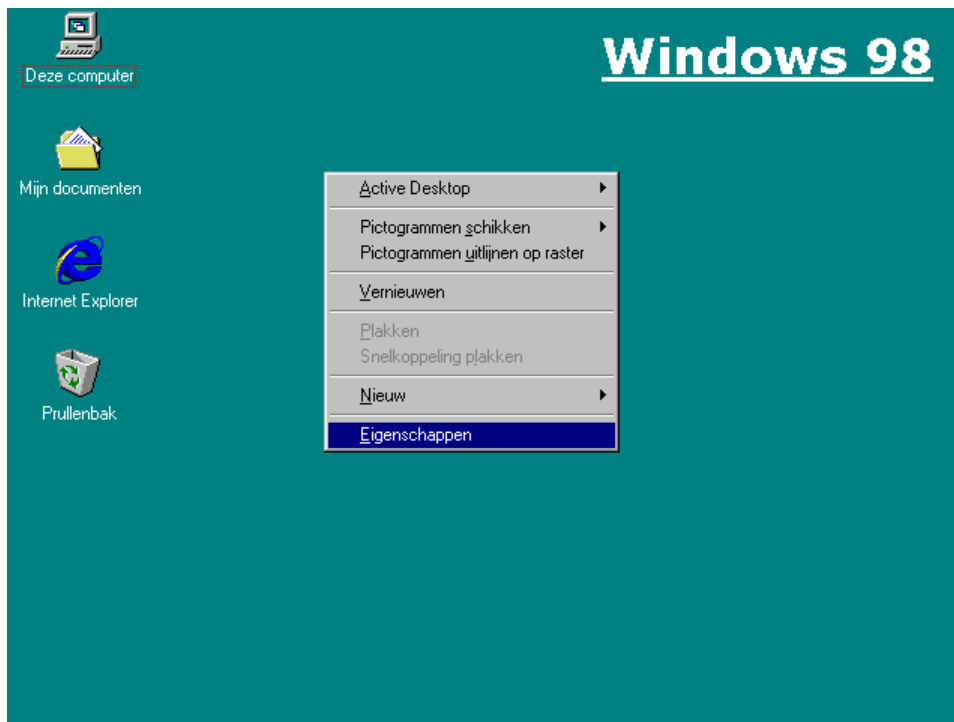 Deze computer
Windows 98
Mijn documenten
Internet Explorer
Prullenbak
Active Desktop
Pictogrammen schikken
Pictogrammen uitlijnen op raster
Vernieuwen
Plakken
Snelkoppeling plakken
Nieuw
Eigenschappen